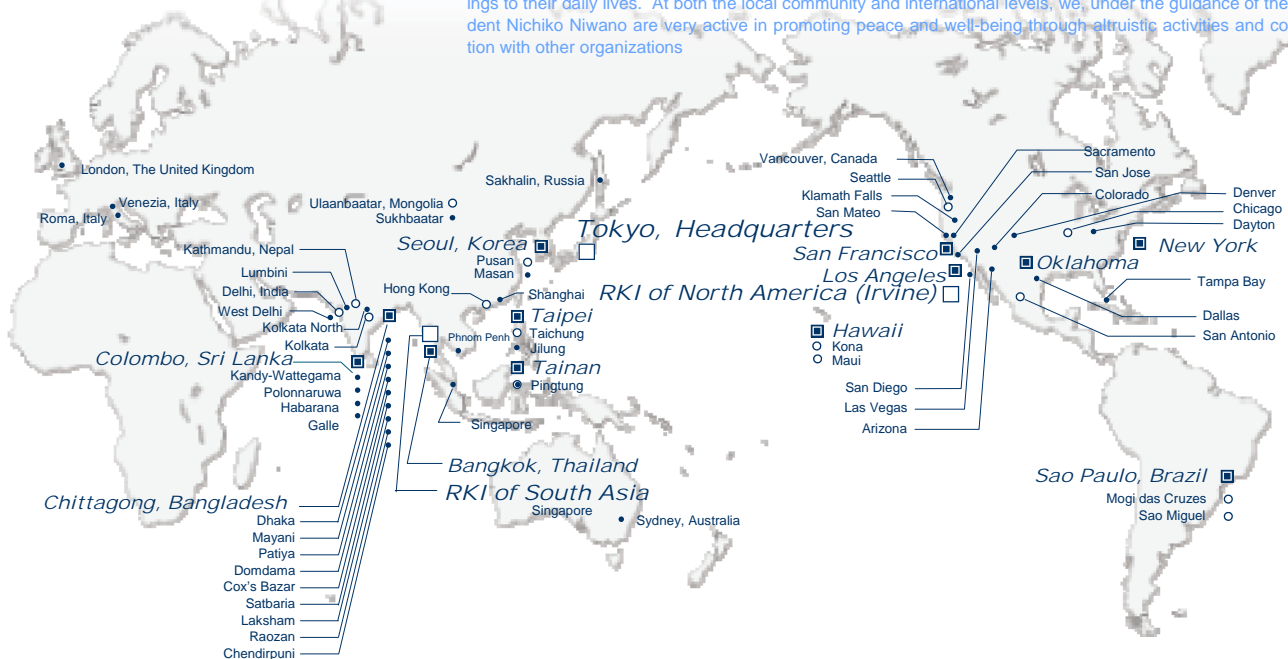 ings to their daily lives. At both the local community and international levels, we, under the guidance of the
dent Nichiko Niwano are very active in promoting peace and well-being through altruistic activities and co
tion with other organizations
London, The United Kingdom
Venezia, Italy
Roma, Italy
Sakhalin, Russia
Ulaanbaatar, Mongolia
Sukhbaatar
Tokyo, Headquarters
Seoul, Korea
Pusan
Masan
Kathmandu, Nepal
Lumbini
Delhi, India
West Delhi
Kolkata North
Kolkata
Hong Kong
Shanghai
Taipei
Taichung
Jilung
Tainan
Pingtung
Phnom Penh
Colombo, Sri Lanka
Kandy-Wattegama
Polonnaruwa
Habarana
Galle
Singapore
Bangkok, Thailand
RKI of South Asia
Singapore
Sydney, Australia
Chittagong, Bangladesh
Dhaka
Mayani
Patiya
Domdama
Cox's Bazar
Satbaria
Laksham
Raozan
Chendirpuni
Vancouver, Canada
Seattle
Klamath Falls
San Mateo
San Francisco
Los Angeles
RKI of North America (Irvine)
Sacramento
San Jose
Colorado
Denver
Chicago
Dayton
New York
Oklahoma
Tampa Bay
Dallas
San Antonio
Hawaii
Kona
Maui
San Diego
Las Vegas
Arizona
Sao Paulo, Brazil
Mogi das Cruzes
Sao Miguel